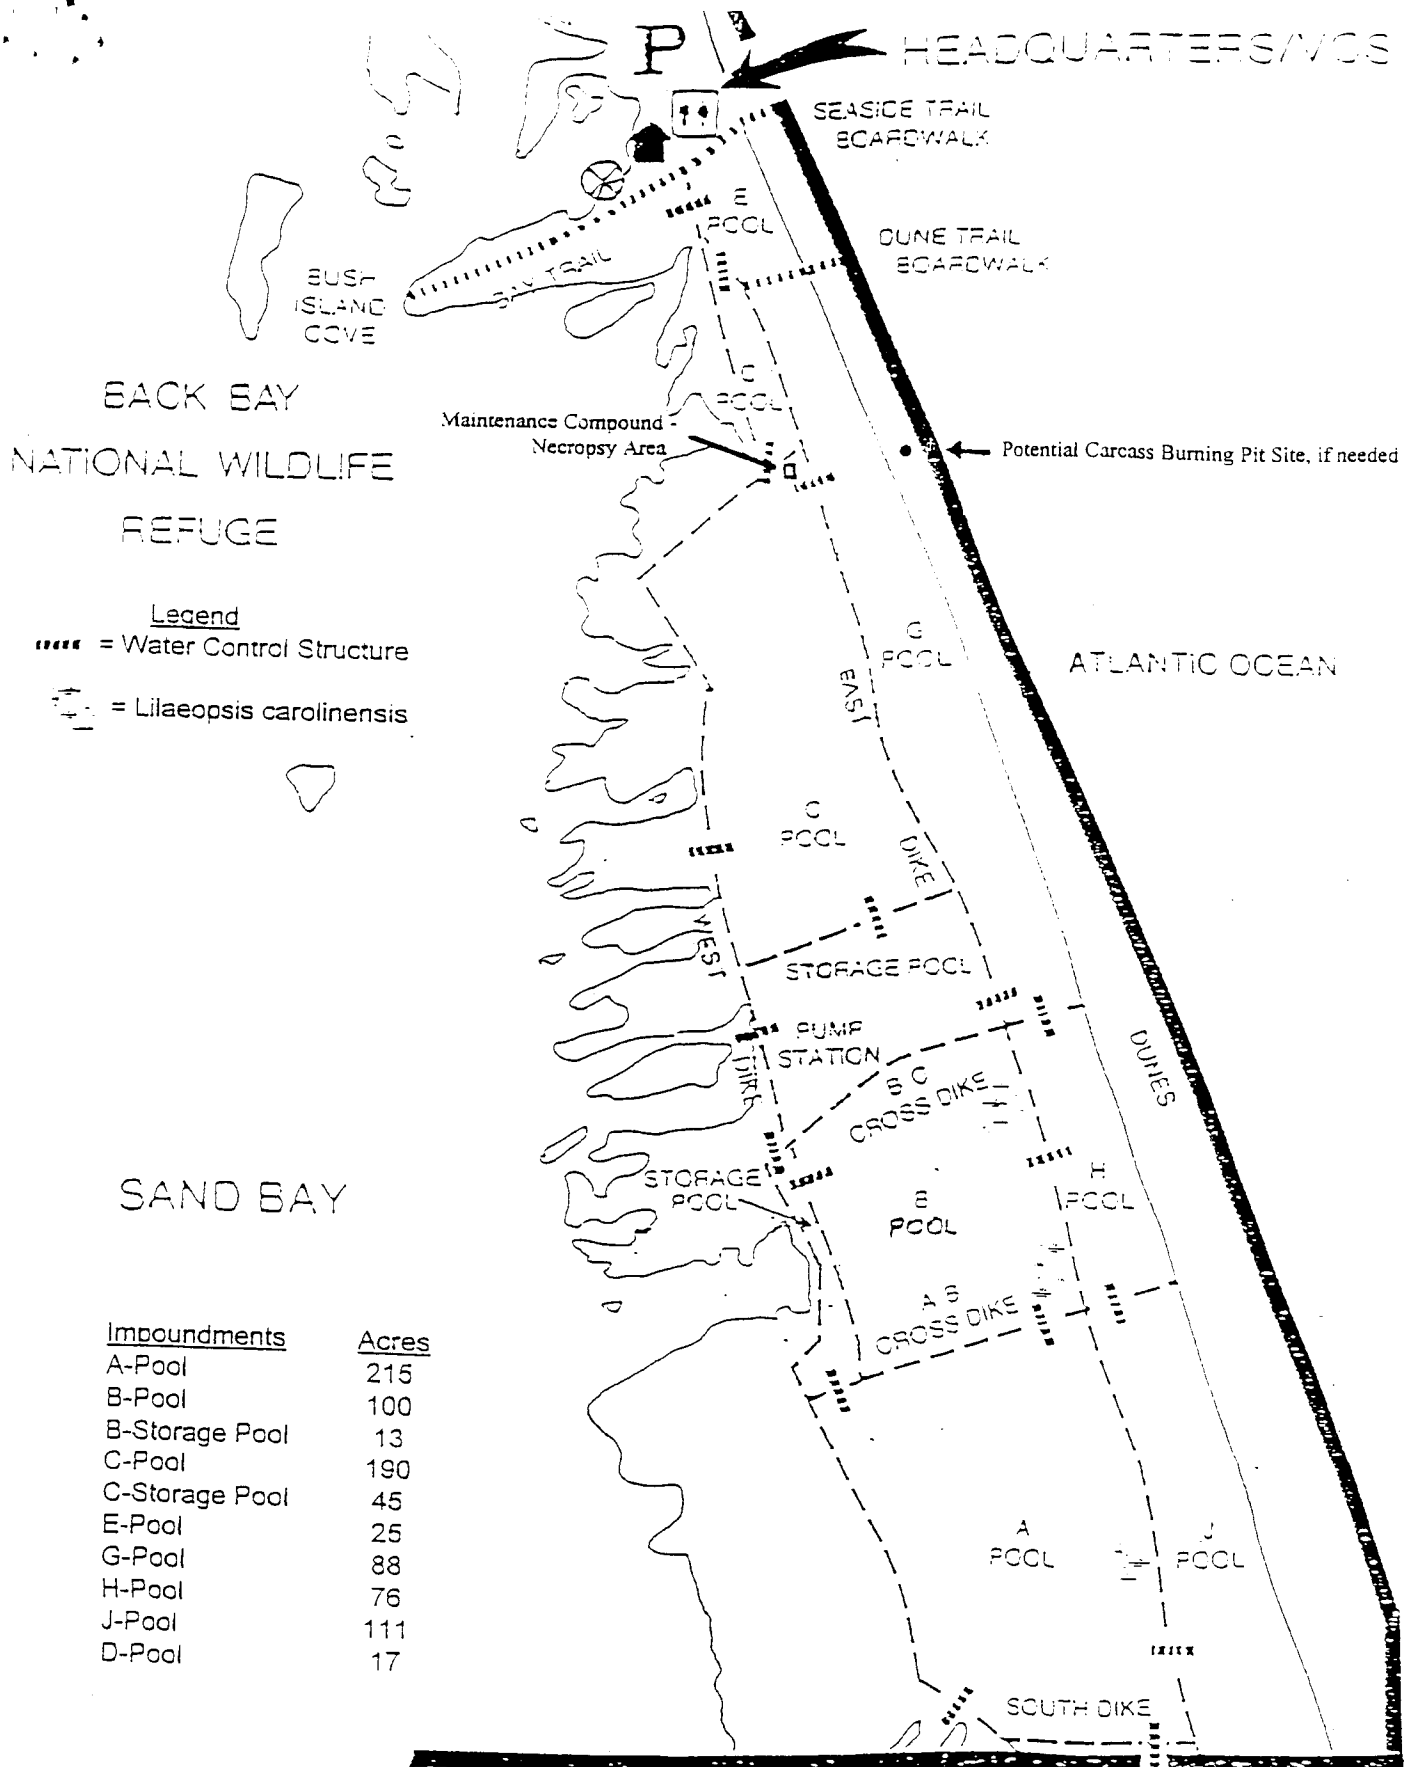 P
HEADQUARTERS/VCS
SEASIDE TRAIL
BOARDWALK
E
POOL
DUNE TRAIL
BOARDWALK
BAY TRAIL
ISLAND
COVE
BACK BAY
NATIONAL WILDLIFE
REFUGE
POOL
Maintenance Compound -
Necropsy Area
Potential Carcass Burning Pit Site, if needed
Legend
= Water Control Structure
= Lilaeopsis carolinensis
G
POOL
ATLANTIC OCEAN
EAST
DIKE
C
POOL
WEST
DIKE
STORAGE POOL
PUMP
STATION
B C
CROSS DIKE
DUNES
SAND BAY
STORAGE
POOL
B
POOL
H
POOL
A B
CROSS DIKE
Impoundments Acres
A-Pool 215
B-Pool 100
B-Storage Pool 13
C-Pool 190
C-Storage Pool 45
E-Pool 25
G-Pool 88
H-Pool 76
J-Pool 111
D-Pool 17
A
POOL
J
POOL
SOUTH DIKE